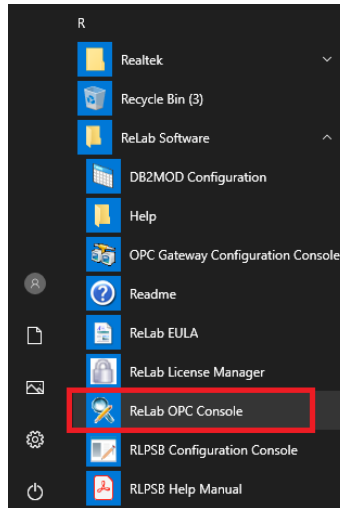 R
Realtek
Recycle Bin (3)
ReLab Software
DB2MOD Configuration
Help
OPC Gateway Configuration Console
Readme
ReLab EULA
ReLab License Manager
ReLab OPC Console
RLPSB Configuration Console
RLPSB Help Manual